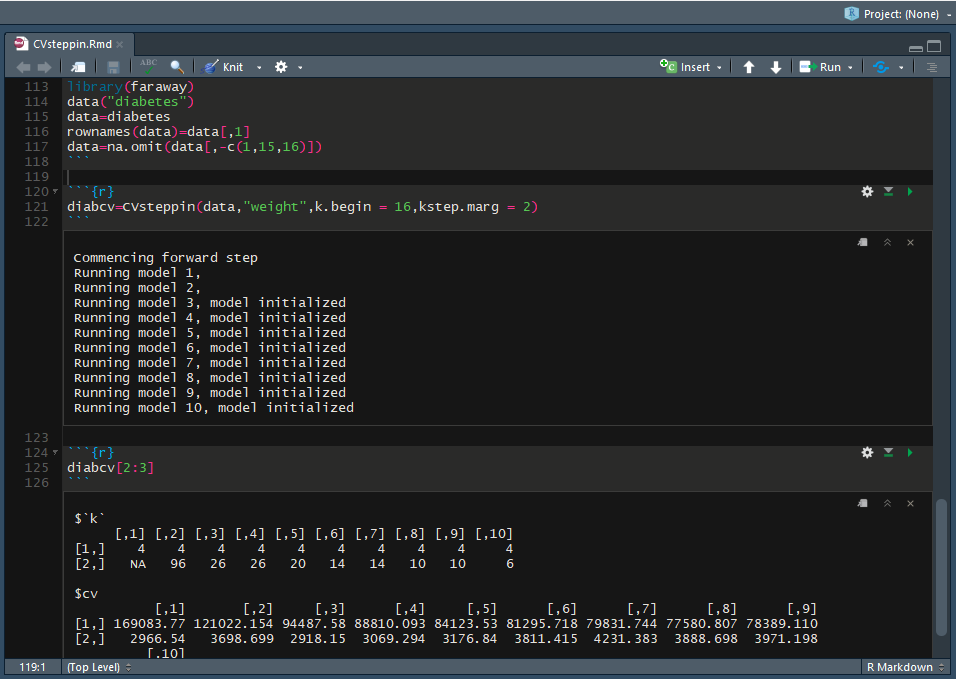 Project: (None)
CVsteppin.Rmd
ABC Knit Insert Run
113 library(faraway)
114 data("diabetes")
115 data=diabetes
116 rownames(data)=data[,1]
117 data=na.omit(data[,-c(1,15,16)])
118 ```
119
120 ```{r}
121 diabcv=CVsteppin(data,"weight",k.begin = 16,kstep.marg = 2)
122 ```
Commencing forward step
Running model 1,
Running model 2,
Running model 3, model initialized
Running model 4, model initialized
Running model 5, model initialized
Running model 6, model initialized
Running model 7, model initialized
Running model 8, model initialized
Running model 9, model initialized
Running model 10, model initialized
123
124 ```{r}
125 diabcv[2:3]
126 ```
$`k`
[,1] [,2] [,3] [,4] [,5] [,6] [,7] [,8] [,9] [,10]
[1,] 4 4 4 4 4 4 4 4 4 4
[2,] NA 96 26 26 20 14 14 10 10 6
$cv
[,1] [,2] [,3] [,4] [,5] [,6] [,7] [,8] [,9]
[1,] 169083.77 121022.154 94487.58 88810.093 84123.53 81295.718 79831.744 77580.807 78389.110
[2,] 2966.54 3698.699 2918.15 3069.294 3176.84 3811.415 4231.383 3888.698 3971.198
[,10]
119:1 (Top Level) R Markdown